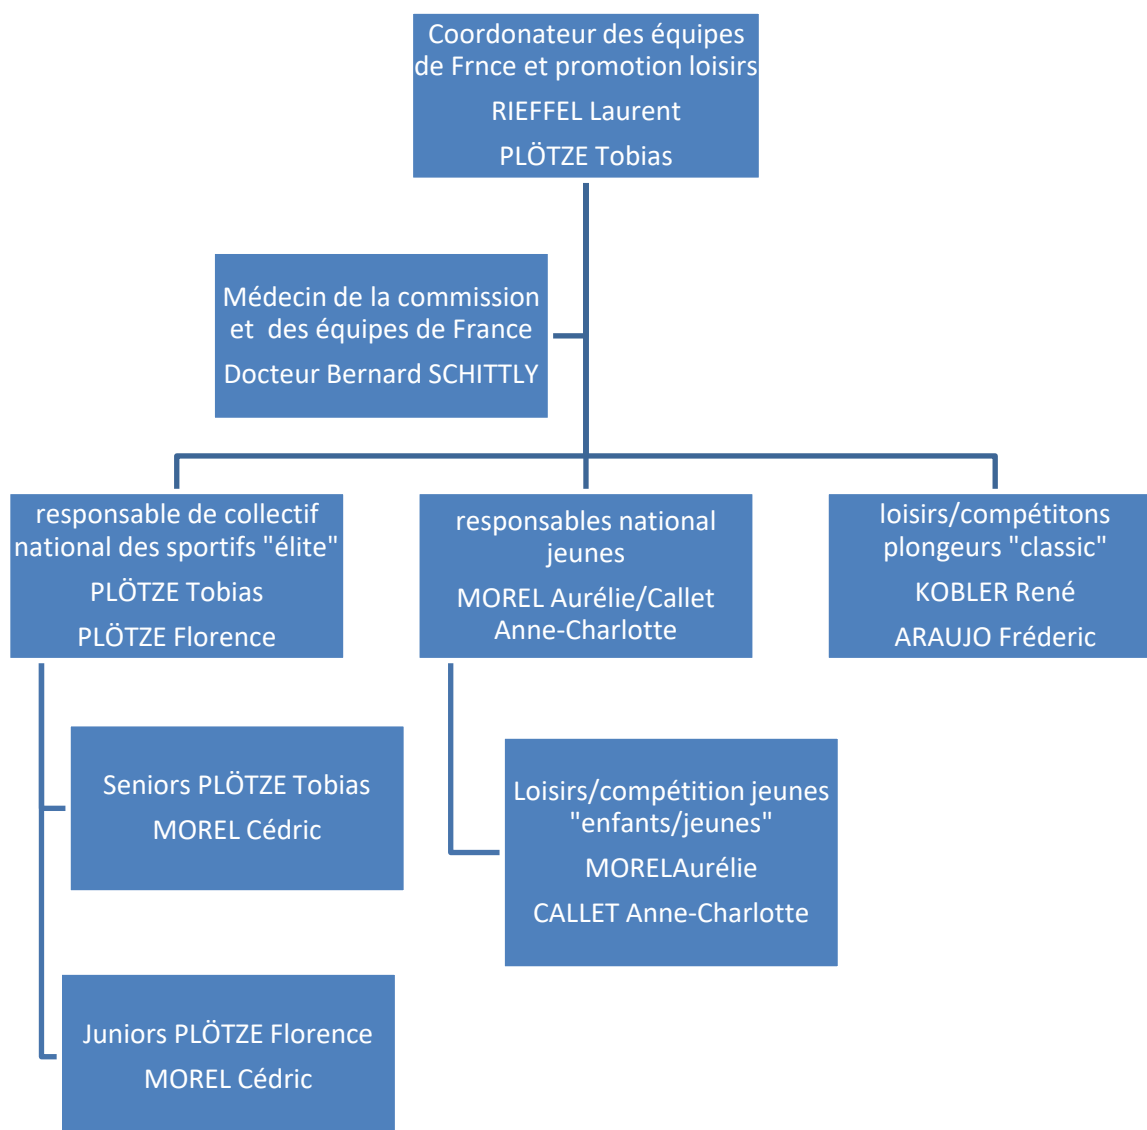 Coordonateur des équipes
de Frnce et promotion loisirs
RIEFFEL Laurent
PLÖTZE Tobias
Médecin de la commission
et des équipes de France
Docteur Bernard SCHITTLY
responsable de collectif
national des sportifs "élite"
PLÖTZE Tobias
PLÖTZE Florence
responsables national
jeunes
MOREL Aurélie/Callet
Anne-Charlotte
loisirs/compétitons
plongeurs "classic"
KOBLER René
ARAUJO Fréderic
Seniors PLÖTZE Tobias
MOREL Cédric
Loisirs/compétition jeunes
"enfants/jeunes"
MORELAurélie
CALLET Anne-Charlotte
Juniors PLÖTZE Florence
MOREL Cédric